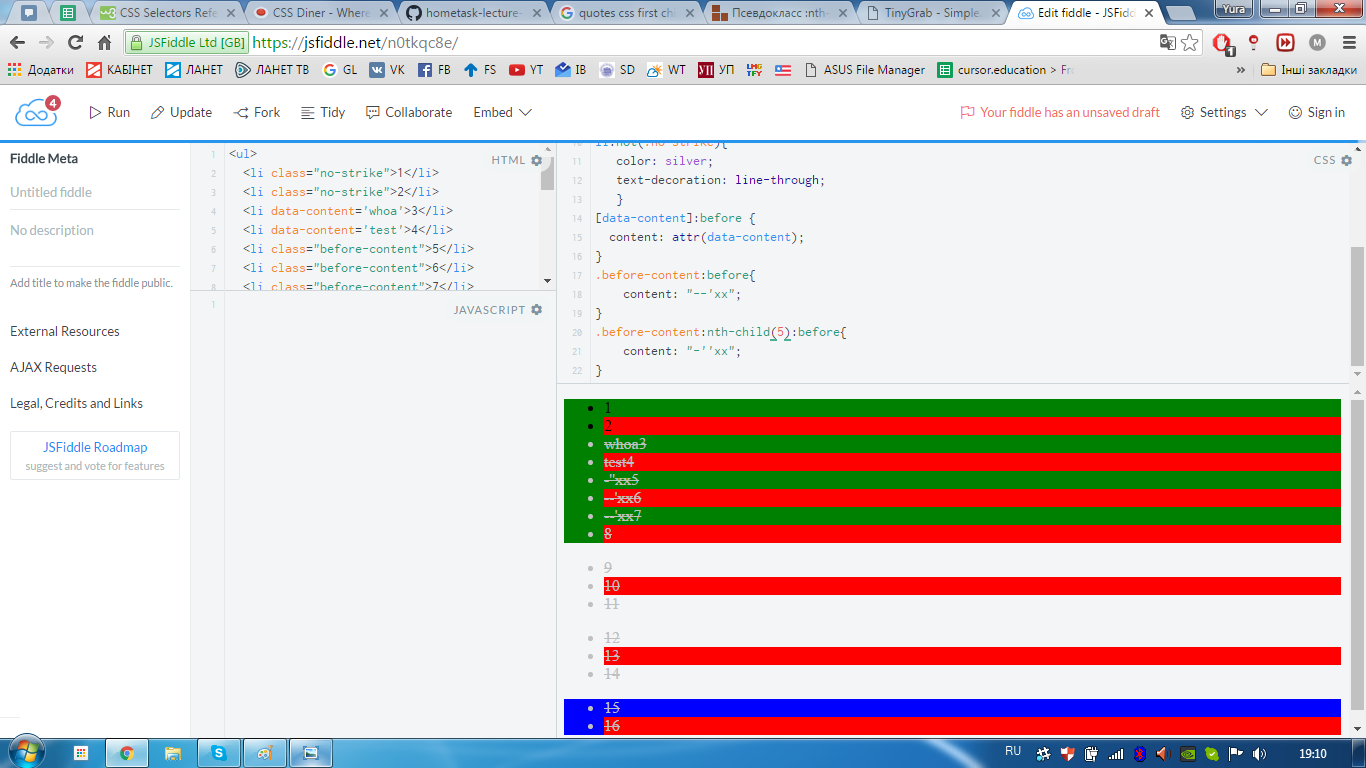 CSS Selectors Refe
CSS Diner - Where
hometask-lecture-
quotes css first chi
Псевдокласс :nth-
TinyGrab - Simple.
Edit fiddle - JSFidd
Yura
JSFiddle Ltd [GB] https://jsfiddle.net/n0tkqc8e/
1
M
Додатки КАБІНЕТ ЛАНЕТ ЛАНЕТ ТВ GL VK FB FS YT IB SD WT УП LMG TFY ASUS File Manager cursor.education > Fr » Інші закладки
4 Run Update Fork Tidy Collaborate Embed Your fiddle has an unsaved draft Settings Sign in
Fiddle Meta
Untitled fiddle
No description
Add title to make the fiddle public.
External Resources
AJAX Requests
Legal, Credits and Links
JSFiddle Roadmap
suggest and vote for features
HTML
1 <ul>
2 <li class="no-strike">1</li>
3 <li class="no-strike">2</li>
4 <li data-content='whoa'>3</li>
5 <li data-content='test'>4</li>
6 <li class="before-content">5</li>
7 <li class="before-content">6</li>
8 <li class="before-content">7</li>
JAVASCRIPT
1
CSS
10 li:not(.no-strike){
11 color: silver;
12 text-decoration: line-through;
13 }
14 [data-content]:before {
15 content: attr(data-content);
16 }
17 .before-content:before{
18 content: "--'xx";
19 }
20 .before-content:nth-child(5):before{
21 content: "-''xx";
22 }
1
2
whoa3
test4
-''xx5
--'xx6
--'xx7
8
9
10
11
12
13
14
15
16
RU 19:10